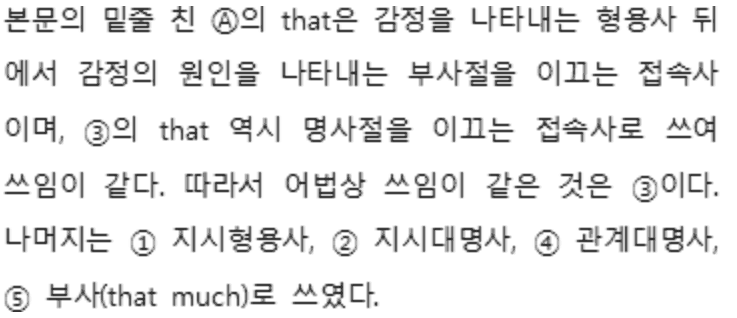 본문의 밑줄 친 Ⓐ의 that은 감정을 나타내는 형용사 뒤
에서 감정의 원인을 나타내는 부사절을 이끄는 접속사
이며, ③의 that 역시 명사절을 이끄는 접속사로 쓰여
쓰임이 같다. 따라서 어법상 쓰임이 같은 것은 ③이다.
나머지는 ① 지시형용사, ② 지시대명사, ④ 관계대명사,
⑤ 부사(that much)로 쓰였다.